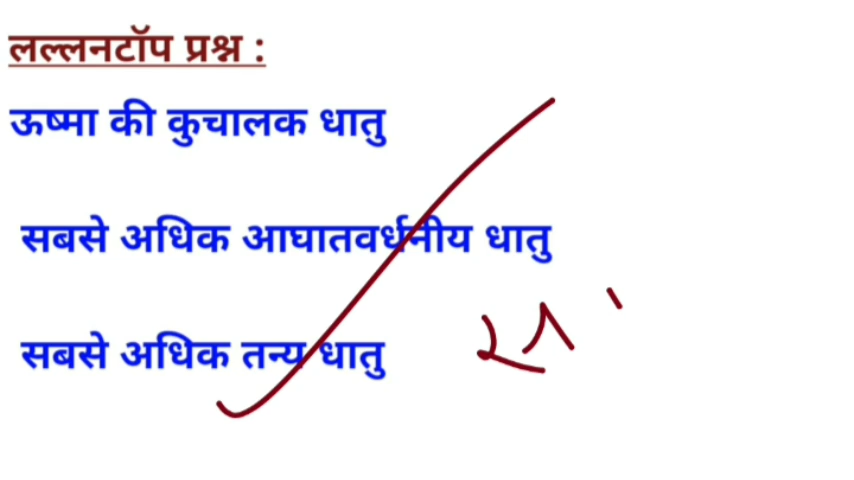 लल्लनटॉप प्रश्न :
ऊष्मा की कुचालक धातु
सबसे अधिक आघातवर्धनीय धातु
सबसे अधिक तन्य धातु